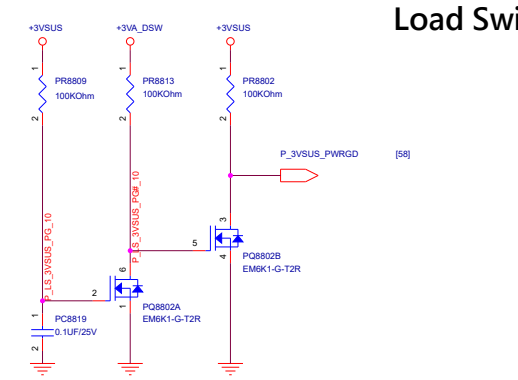 Load Swi
+3VSUS
+3VA_DSW
+3VSUS
1
1
1
PR8809
100KOhm
PR8813
100KOhm
PR8802
100KOhm
2
2
2
P_3VSUS_PWRGD
[58]
P_LS_3VSUS_PG_10
P_LS_3VSUS_PG#_10
3
5
4
PQ8802B
EM6K1-G-T2R
6
2
1
PQ8802A
EM6K1-G-T2R
1
PC8819
0.1UF/25V
2